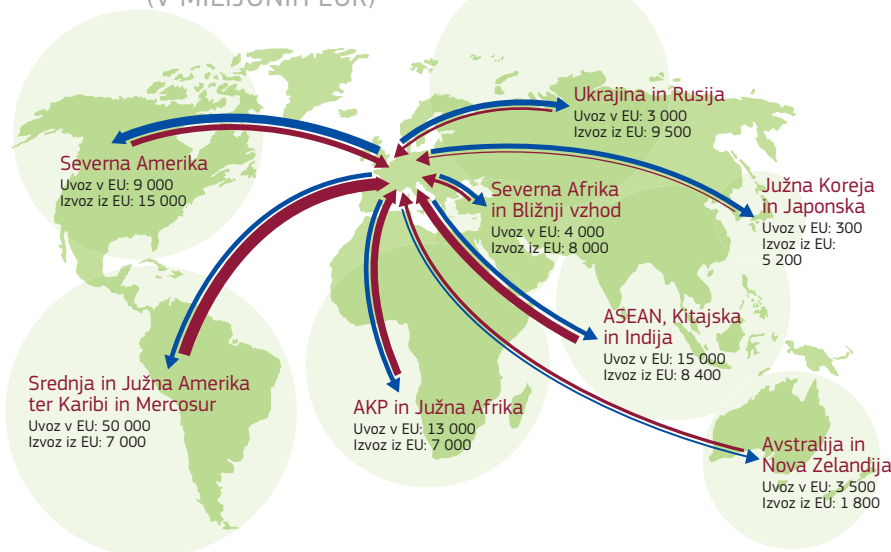 (V MILIJONIH EUR)
Ukrajina in Rusija
Uvoz v EU: 3 000
Izvoz iz EU: 9 500
Severna Amerika
Uvoz v EU: 9 000
Izvoz iz EU: 15 000
Severna Afrika
in Bližnji vzhod
Uvoz v EU: 4 000
Izvoz iz EU: 8 000
Južna Koreja
in Japonska
Uvoz v EU: 300
Izvoz iz EU:
5 200
ASEAN, Kitajska
in Indija
Uvoz v EU: 15 000
Izvoz iz EU: 8 400
Srednja in Južna Amerika
ter Karibi in Mercosur
Uvoz v EU: 50 000
Izvoz iz EU: 7 000
AKP in Južna Afrika
Uvoz v EU: 13 000
Izvoz iz EU: 7 000
Avstralija in
Nova Zelandija
Uvoz v EU: 3 500
Izvoz iz EU: 1 800